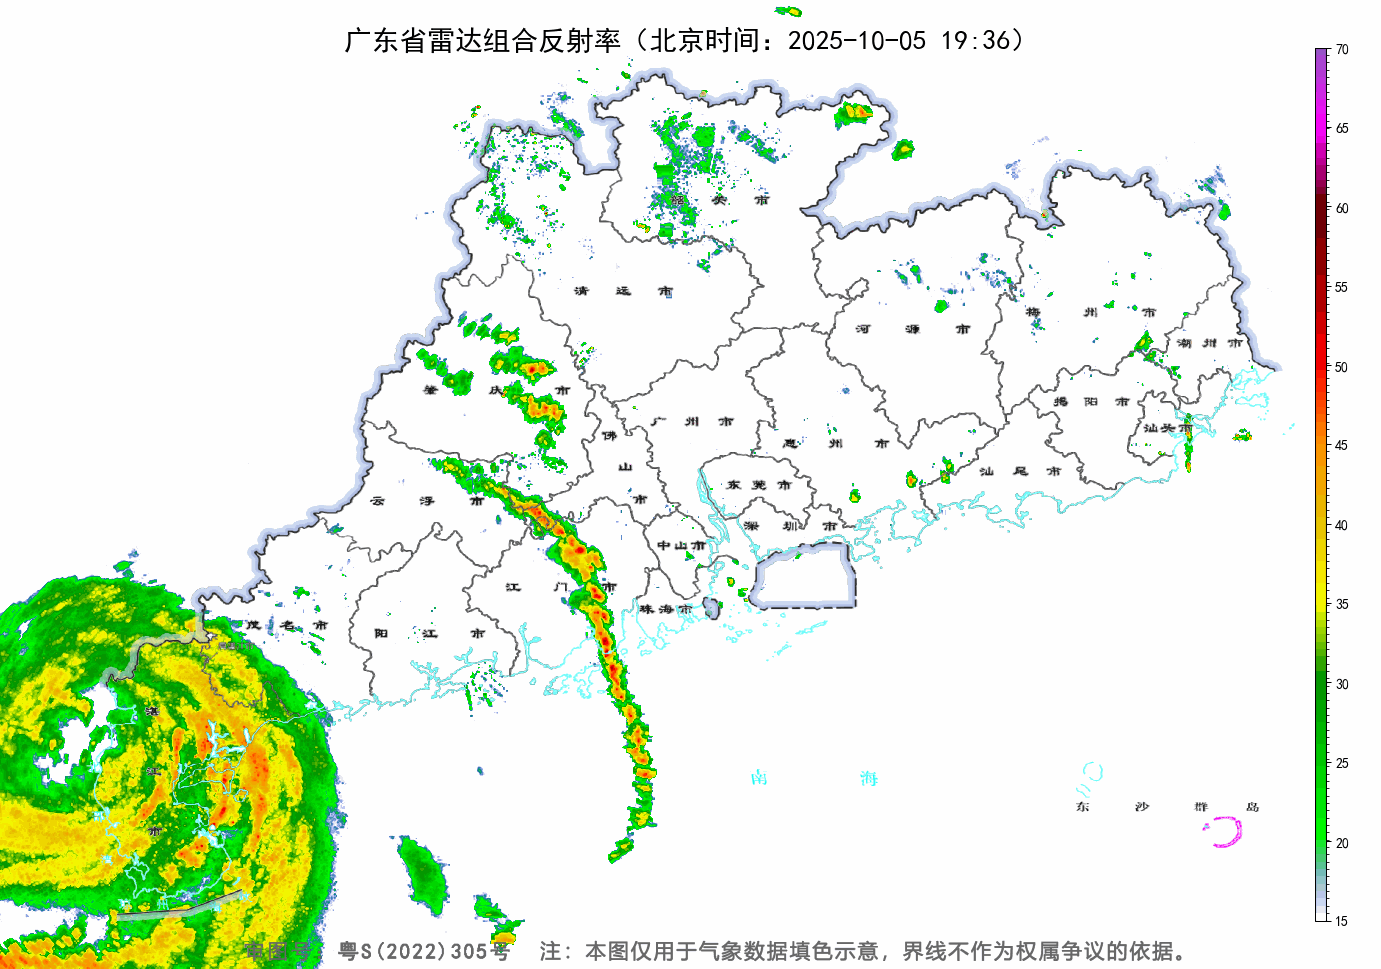 广东省雷达组合反射率（北京时间：2025-10-05 19:36）
70
65
60
55
50
45
40
35
30
25
20
15
韶关市
清远市
河源市
梅州市
潮州市
肇庆市
广州市
惠州市
揭阳市
汕头市
佛山市
云浮市
东莞市
深圳市
汕尾市
中山市
江门市
珠海市
茂名市
阳江市
湛江市
南海
东沙群岛
审图号 粤S(2022)305号 注：本图仅用于气象数据填色示意，界线不作为权属争议的依据。